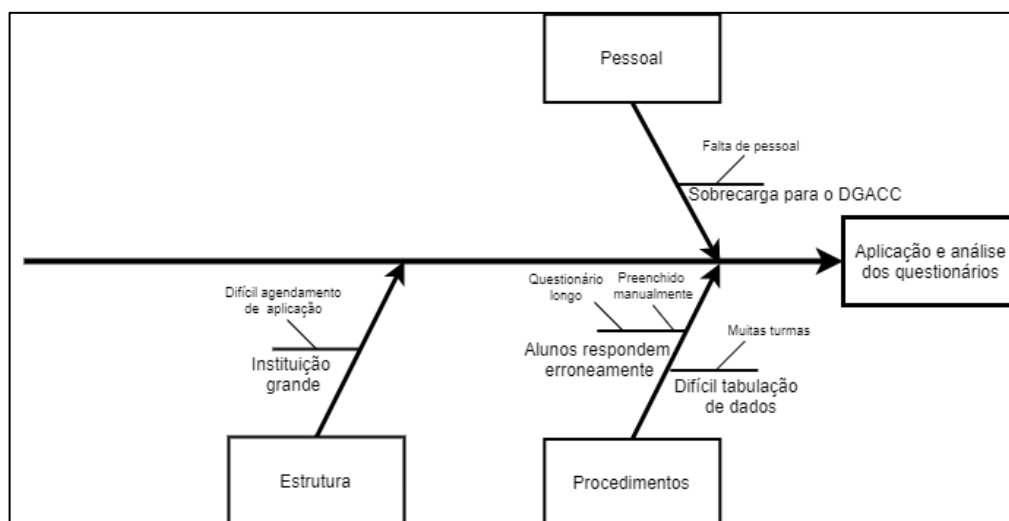 Pessoal
Falta de pessoal
Sobrecarga para o DGACC
Aplicação e análise
dos questionários
Difícil agendamento
de aplicação
Instituição
grande
Questionário
longo
Preenchido
manualmente
Alunos respondem
erroneamente
Muitas turmas
Difícil tabulação
de dados
Estrutura
Procedimentos